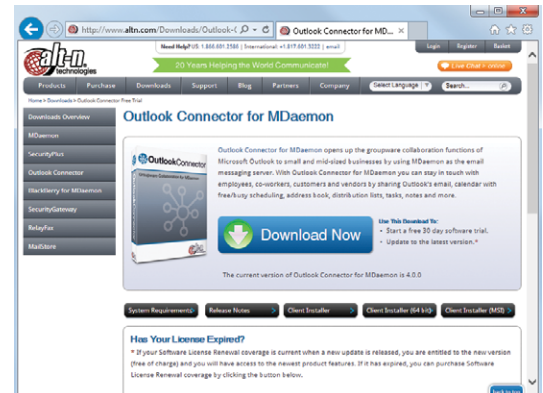 http://www.altn.com/Downloads/Outlook-C
Outlook Connector for MD...
Need Help? US: 1.866.601.2586 | International: +1.817.601.3222 | email
Login Register Basket
alt-n
technologies
20 Years Helping the World Communicate!
Live Chat
Products Purchase Downloads Support Blog Partners Company Select Language Search...
Home > Downloads > Outlook Connector Free Trial
Downloads Overview
MDaemon
SecurityPlus
Outlook Connector
BlackBerry for MDaemon
SecurityGateway
RelayFax
MailStore
Outlook Connector for MDaemon
OutlookConnector
Outlook Connector for MDaemon opens up the groupware collaboration functions of
Microsoft Outlook to small and mid-sized businesses by using MDaemon as the email
messaging server. With Outlook Connector for MDaemon you can stay in touch with
employees, co-workers, customers and vendors by sharing Outlook's email, calendar with
free/busy scheduling, address book, distribution lists, tasks, notes and more.
Download Now
Use This Download To:
• Start a free 30 day software trial.
• Update to the latest version.*
The current version of Outlook Connector for MDaemon is 4.0.0
System Requirements Release Notes Client Installer Client Installer (64 bit) Client Installer (MSI)
Has Your License Expired?
* If your Software License Renewal coverage is current when a new update is released, you are entitled to the new version
(free of charge) and you will have access to the newest product features. If it has expired, you can purchase Software
License Renewal coverage by clicking the button below.
back to top